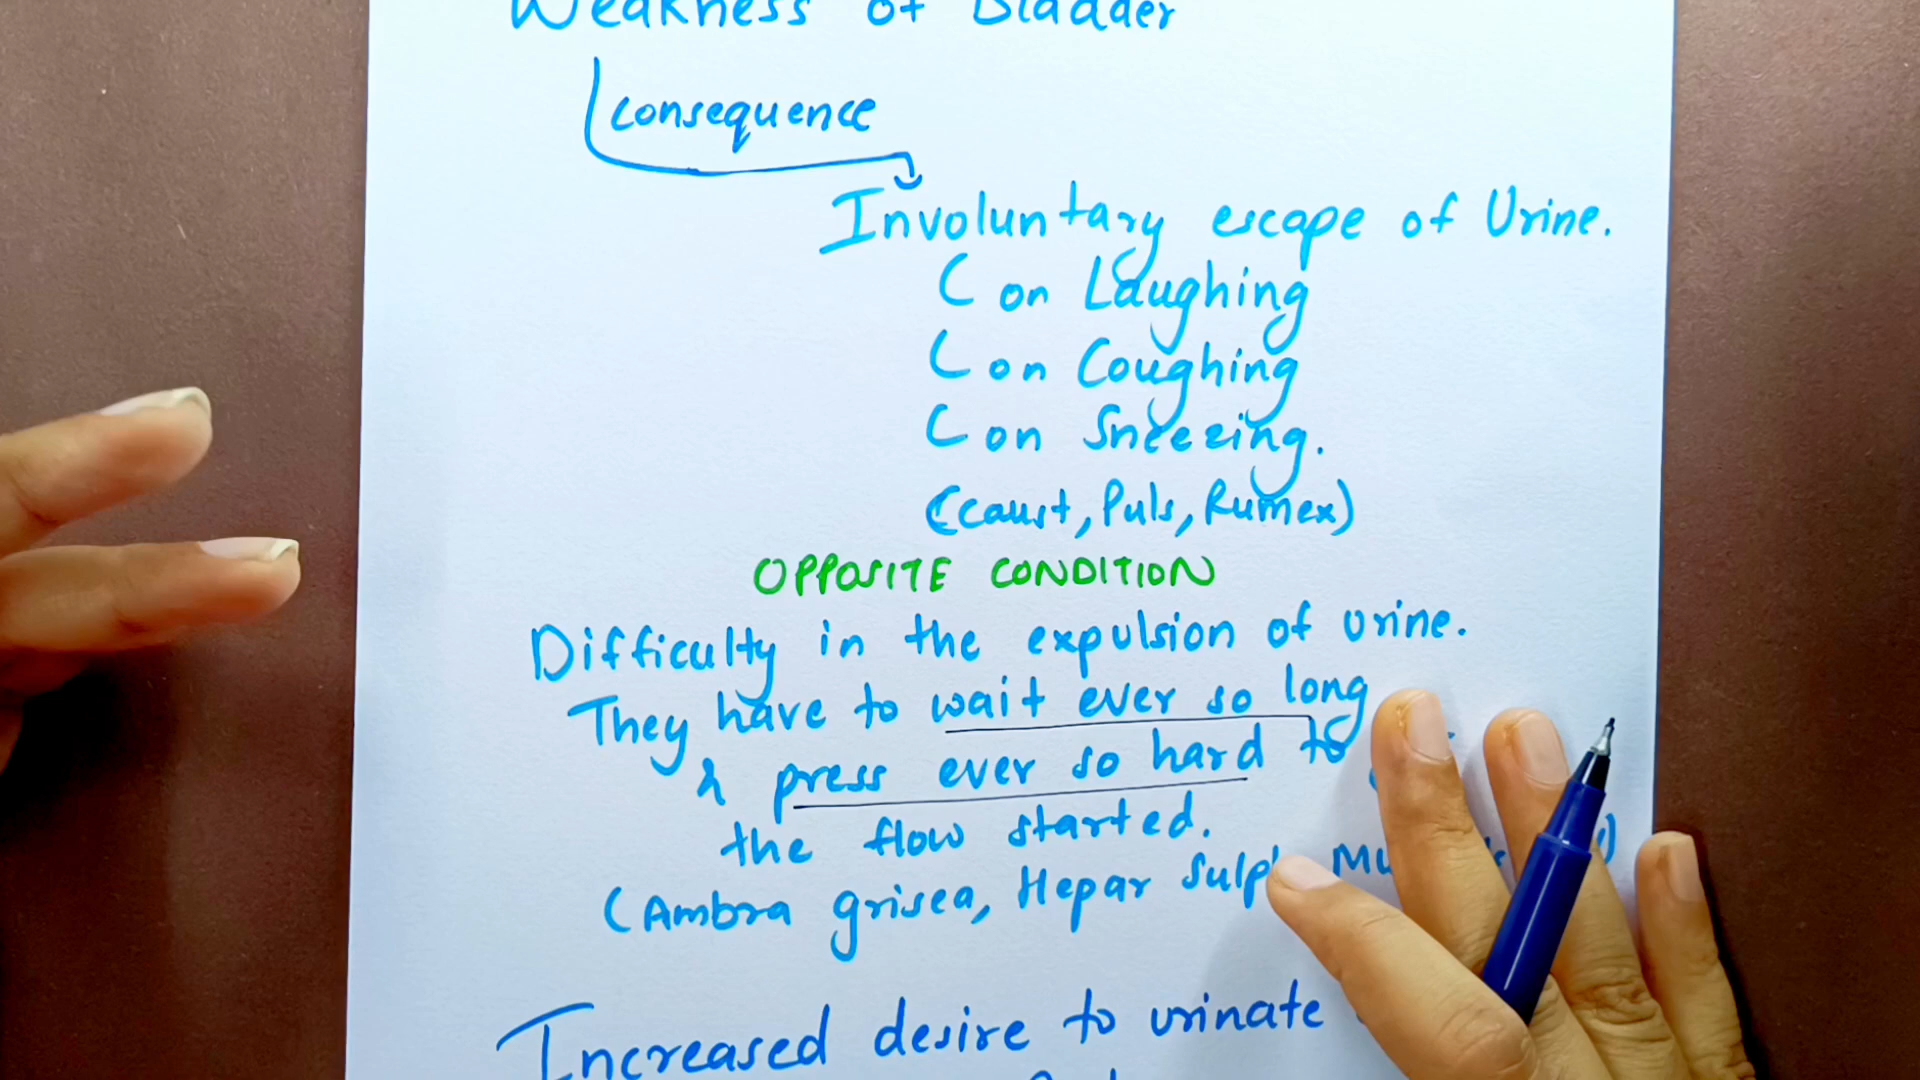 Weakness of Bladder
Consequence
Involuntary escape of Urine.
on Laughing
on Coughing
on Sneezing.
(Caust, Puls, Rumex)
OPPOSITE CONDITION
Difficulty in the expulsion of urine.
They have to wait ever so long
& press ever so hard to
the flow started.
(Ambra grisea, Hepar Sulph
Increased desire to urinate